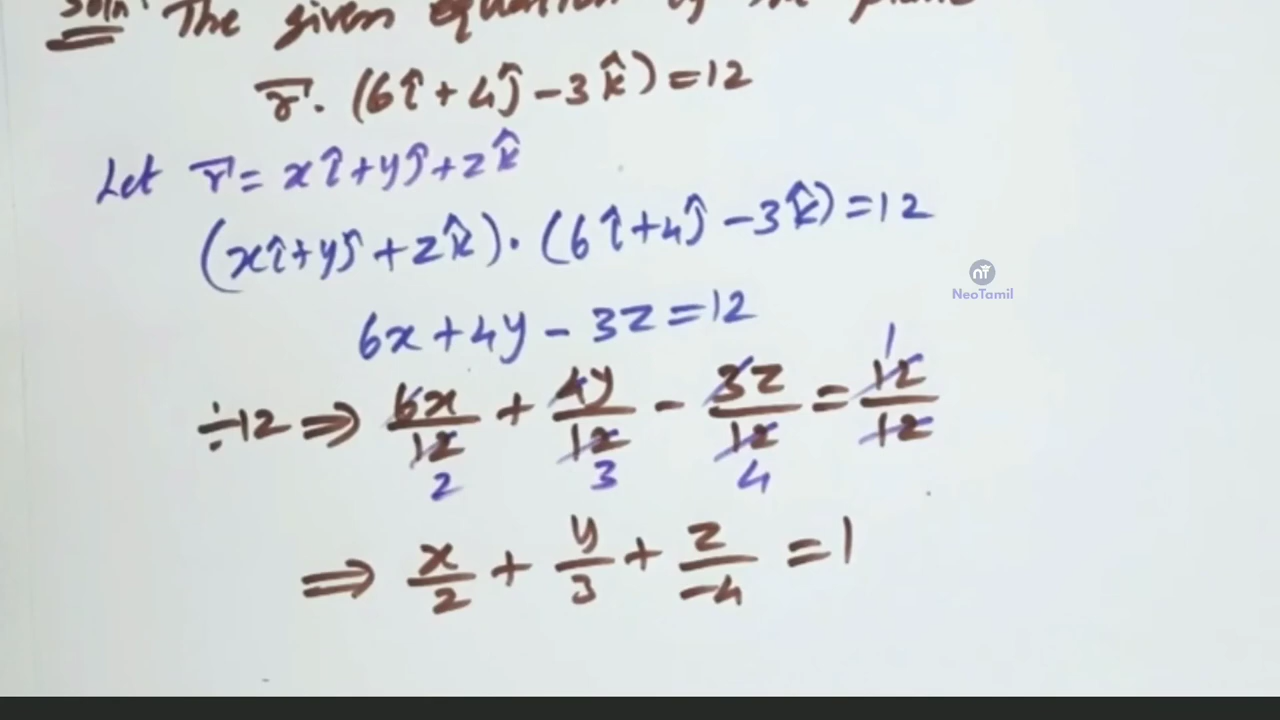 Soln The given equation of the plane
r⃗ . (6î + 4ĵ - 3k̂) = 12
Let r⃗ = xî + yĵ + zk̂
(xî + yĵ + zk̂) . (6î + 4ĵ - 3k̂) = 12
NeoTamil
6x + 4y - 3z = 12
÷12 ⇒ 6x/12 + 4y/12 - 3z/12 = 12/12
2 3 4 1
⇒ x/2 + y/3 + z/-4 = 1